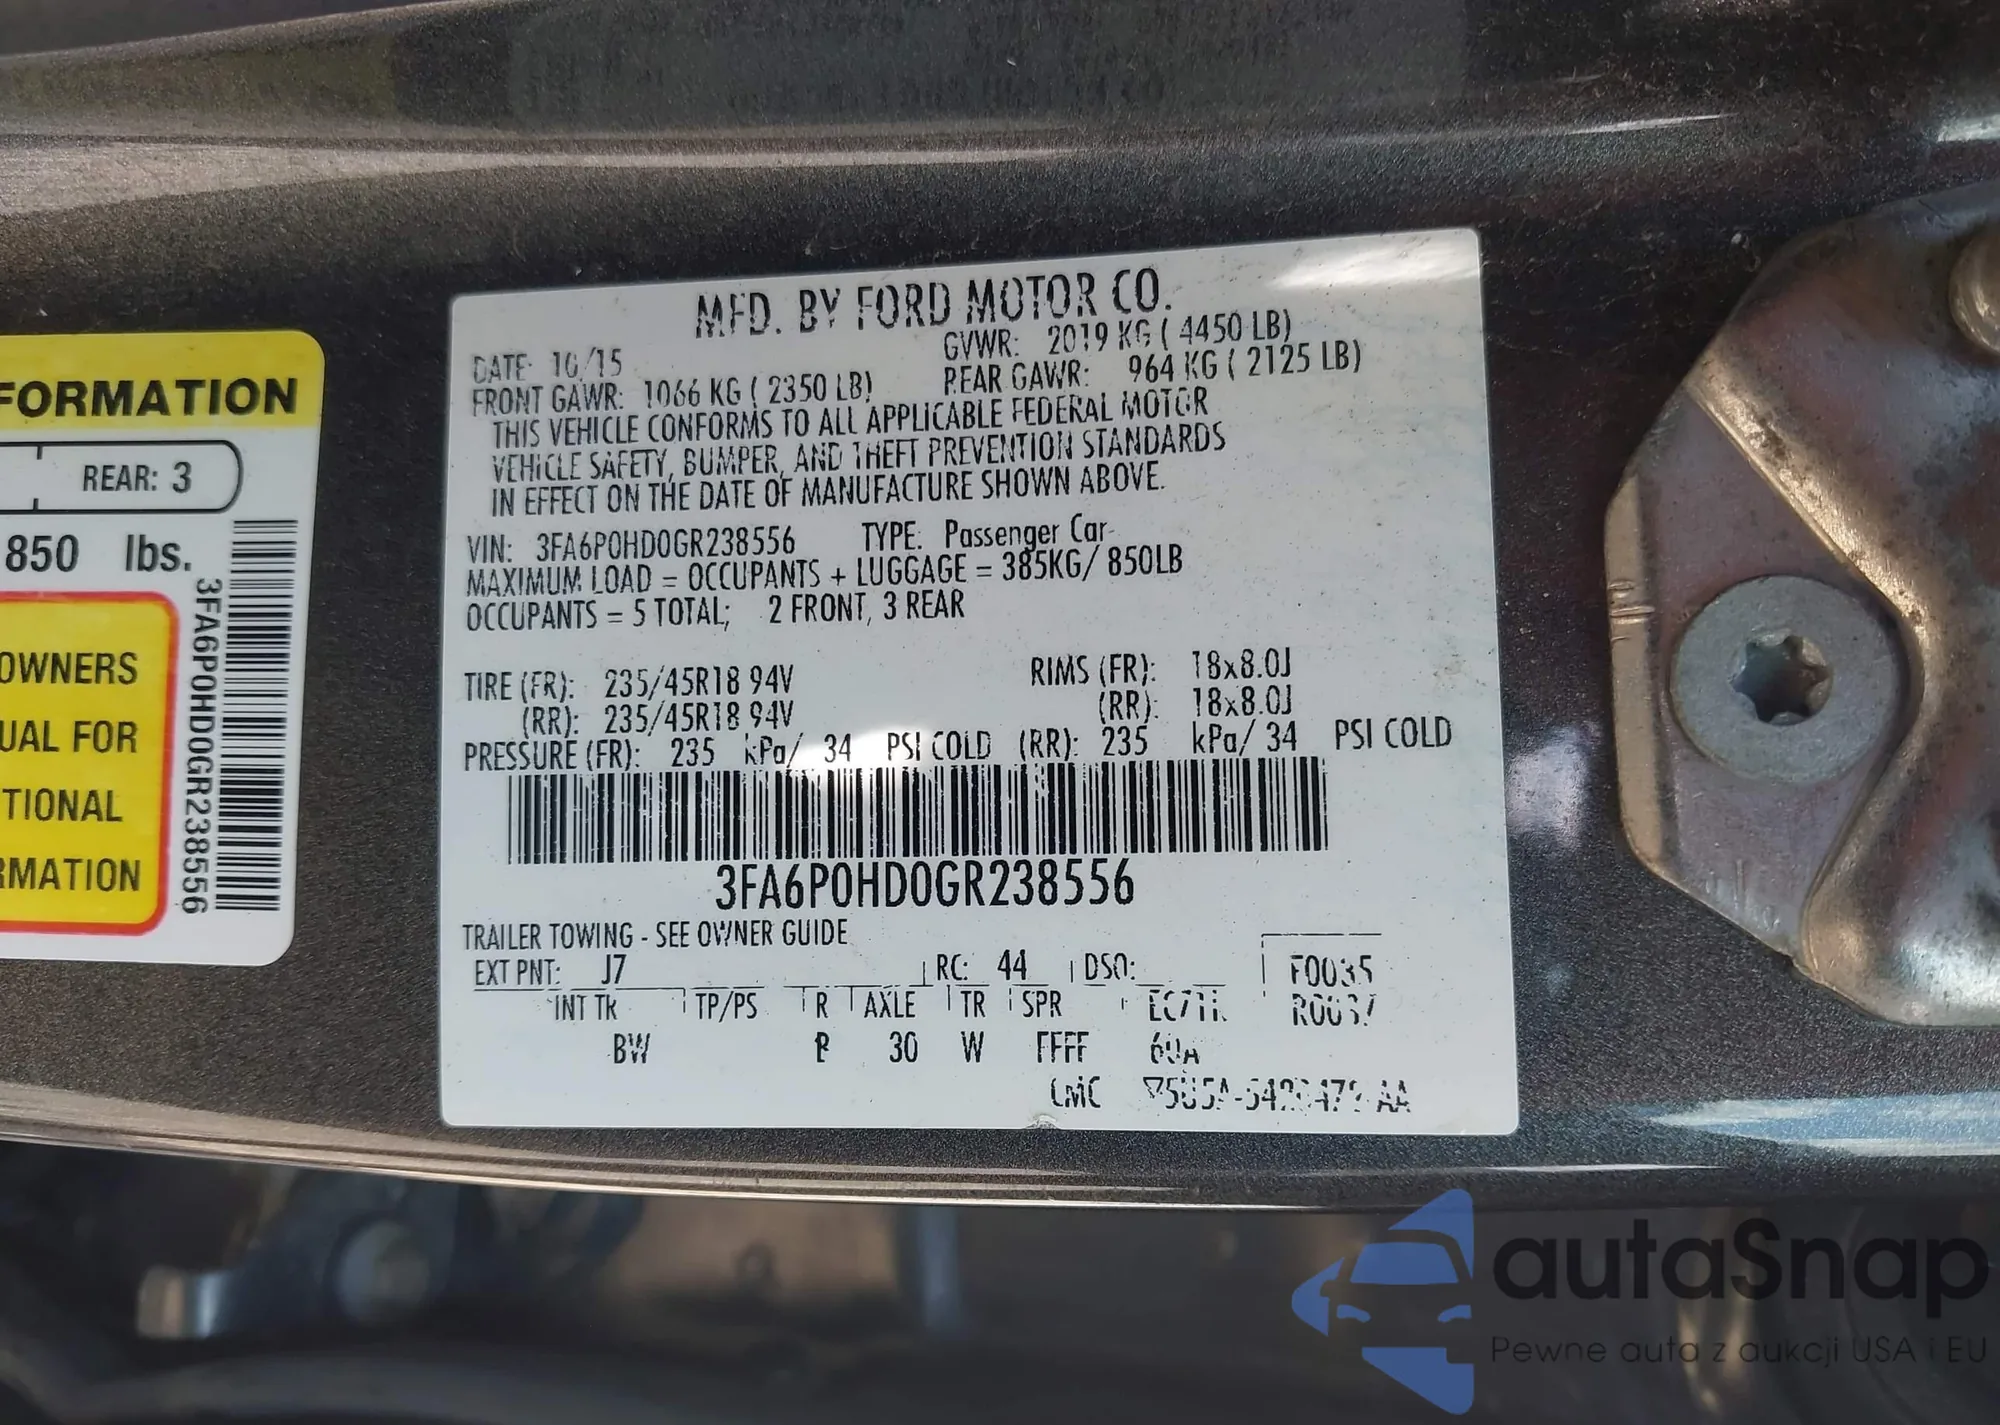 FORMATION
REAR: 3
850 lbs.
OWNERS
UAL FOR
TIONAL
RMATION
3FA6P0HD0GR238556
MFD. BY FORD MOTOR CO.
DATE: 10/15
GVWR: 2019 KG ( 4450 LB)
FRONT GAWR: 1066 KG ( 2350 LB)
REAR GAWR: 964 KG ( 2125 LB)
THIS VEHICLE CONFORMS TO ALL APPLICABLE FEDERAL MOTOR
VEHICLE SAFETY, BUMPER, AND THEFT PREVENTION STANDARDS
IN EFFECT ON THE DATE OF MANUFACTURE SHOWN ABOVE.
VIN: 3FA6P0HD0GR238556 TYPE: Passenger Car
MAXIMUM LOAD = OCCUPANTS + LUGGAGE = 385KG/ 850LB
OCCUPANTS = 5 TOTAL; 2 FRONT, 3 REAR
TIRE (FR): 235/45R18 94V RIMS (FR): 18x8.0J
(RR): 235/45R18 94V (RR): 18x8.0J
PRESSURE (FR): 235 kPa/ 34 PSI COLD (RR): 235 kPa/ 34 PSI COLD
3FA6P0HD0GR238556
TRAILER TOWING - SEE OWNER GUIDE
EXT PNT: J7 RC: 44 DSO: F0035
INT TR TP/PS R AXLE TR SPR R0037
BW 30 W FFFF 60A
CMC
autoSnap
Pewne auta z aukcji USA i EU